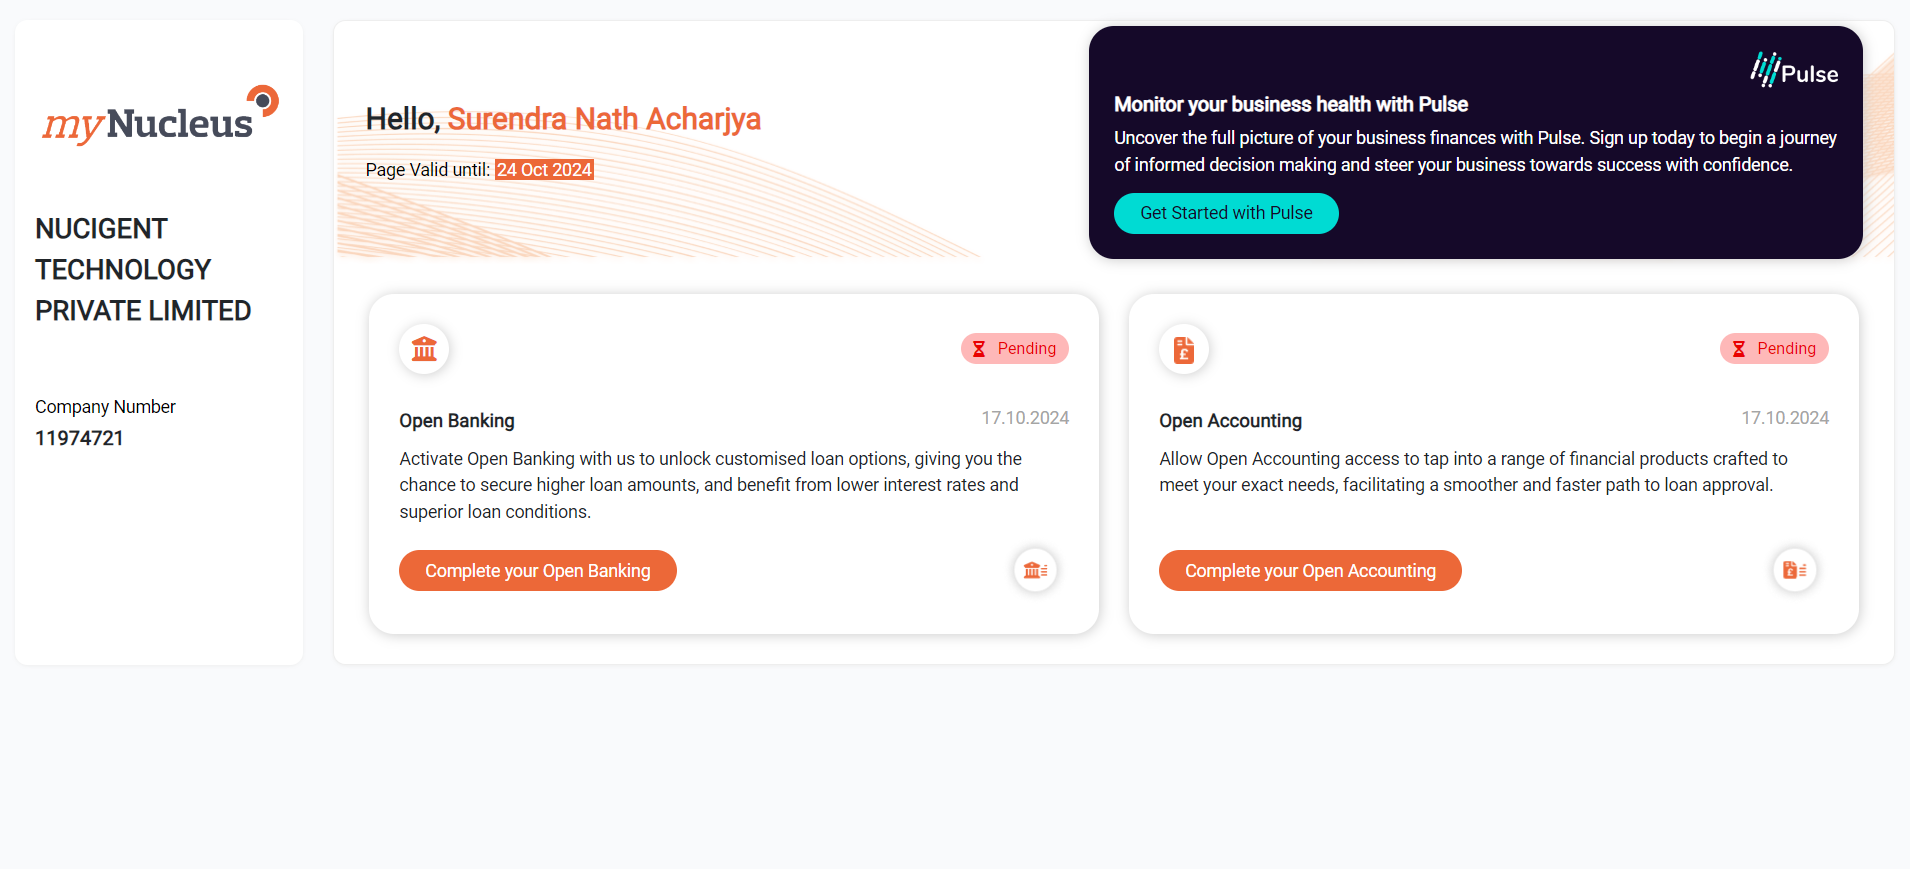 myNucleus
NUCIGENT
TECHNOLOGY
PRIVATE LIMITED
Company Number
11974721
Hello, Surendra Nath Acharjya
Page Valid until: 24 Oct 2024
Pulse
Monitor your business health with Pulse
Uncover the full picture of your business finances with Pulse. Sign up today to begin a journey
of informed decision making and steer your business towards success with confidence.
Get Started with Pulse
Pending
Open Banking
17.10.2024
Activate Open Banking with us to unlock customised loan options, giving you the
chance to secure higher loan amounts, and benefit from lower interest rates and
superior loan conditions.
Complete your Open Banking
Pending
Open Accounting
17.10.2024
Allow Open Accounting access to tap into a range of financial products crafted to
meet your exact needs, facilitating a smoother and faster path to loan approval.
Complete your Open Accounting